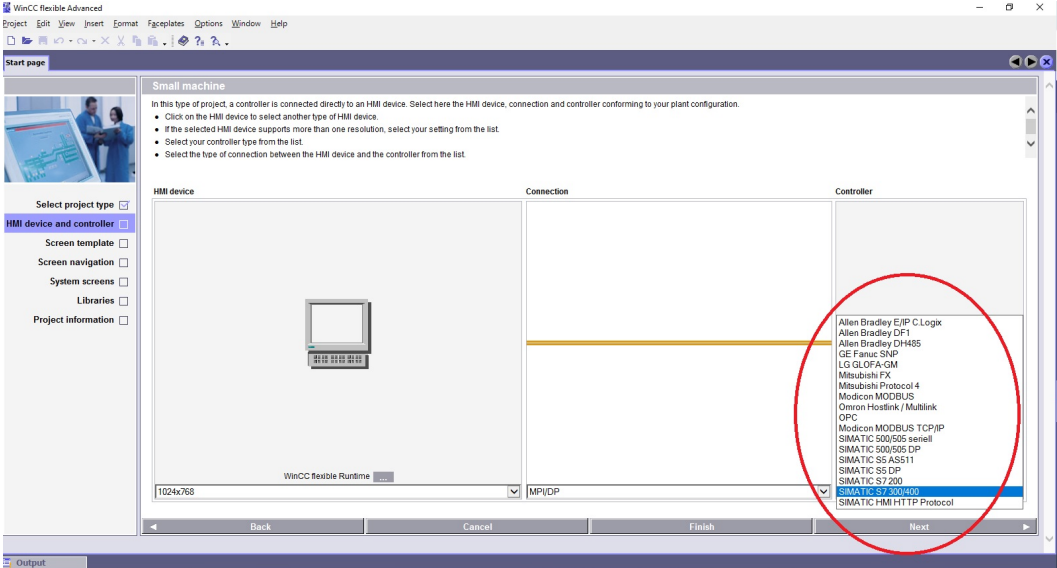 WinCC flexible Advanced
Project Edit View Insert Format Faceplates Options Window Help
Start page
Small machine
In this type of project, a controller is connected directly to an HMI device. Select here the HMI device, connection and controller conforming to your plant configuration.
Click on the HMI device to select another type of HMI device.
If the selected HMI device supports more than one resolution, select your setting from the list.
Select your controller type from the list.
Select the type of connection between the HMI device and the controller from the list.
Select project type
HMI device and controller
Screen template
Screen navigation
System screens
Libraries
Project information
HMI device
Connection
Controller
WinCC flexible Runtime ...
1024x768
MPI/DP
Allen Bradley E/IP C.Logix
Allen Bradley DF1
Allen Bradley DH485
GE Fanuc SNP
LG GLOFA-GM
Mitsubishi FX
Mitsubishi Protocol 4
Modicon MODBUS
Omron Hostlink / Multilink
OPC
Modicon MODBUS TCP/IP
SIMATIC 500/505 seriell
SIMATIC 500/505 DP
SIMATIC S5 AS511
SIMATIC S5 DP
SIMATIC S7 200
SIMATIC S7 300/400
SIMATIC HMI HTTP Protocol
Back
Cancel
Finish
Next
Output